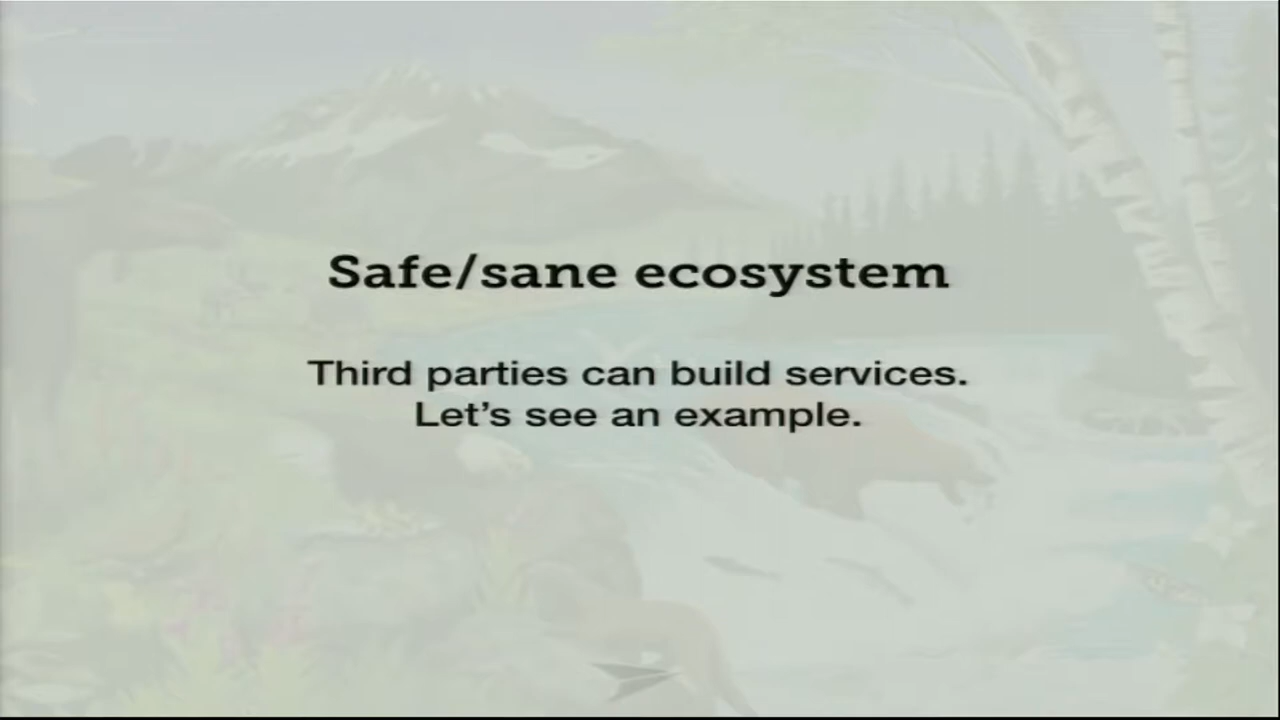 Safe/sane ecosystem
Third parties can build services.
Let’s see an example.